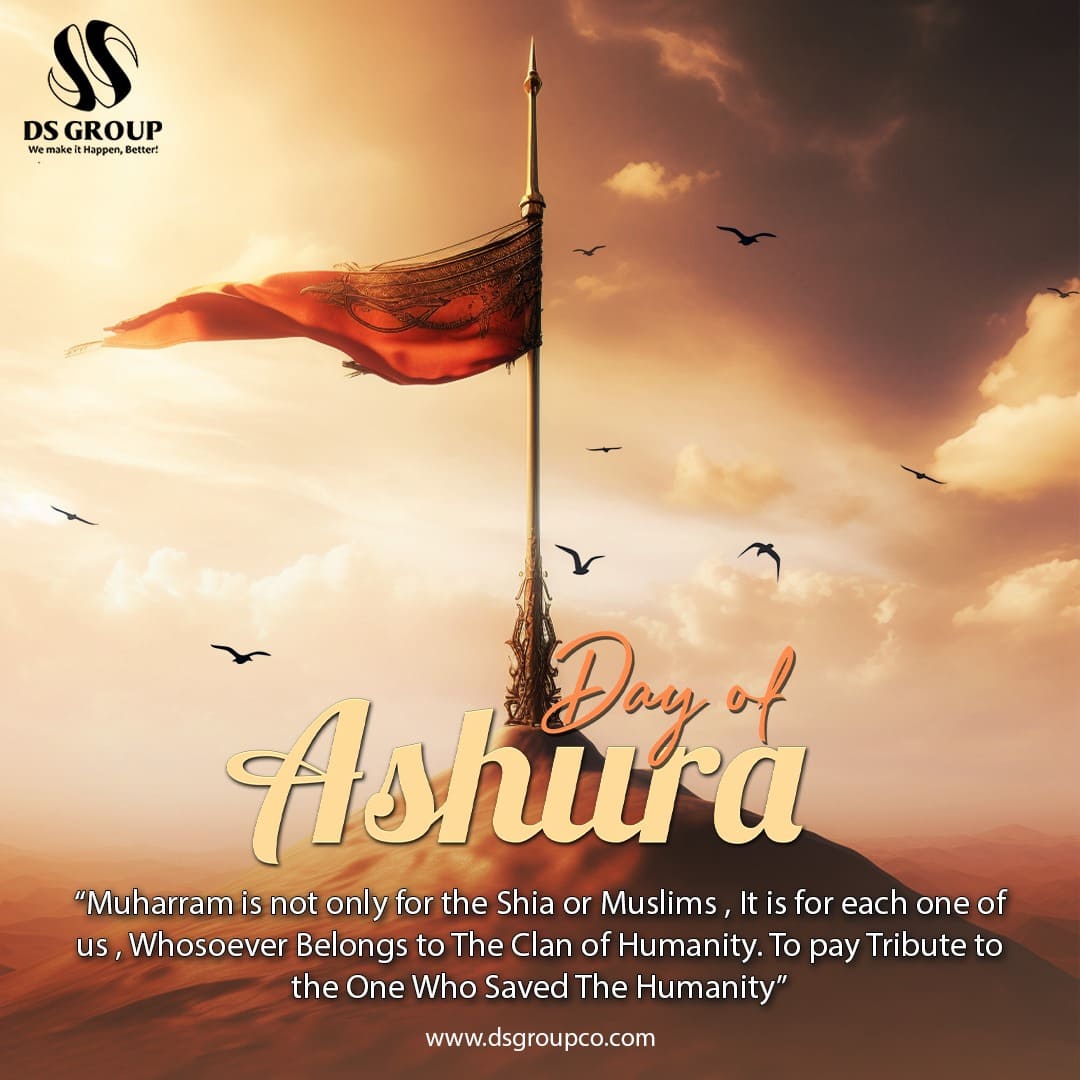 DS GROUP
We make it Happen, Better!
Day of
Ashura
“Muharram is not only for the Shia or Muslims , It is for each one of
us , Whosoever Belongs to The Clan of Humanity. To pay Tribute to
the One Who Saved The Humanity”
www.dsgroupco.com